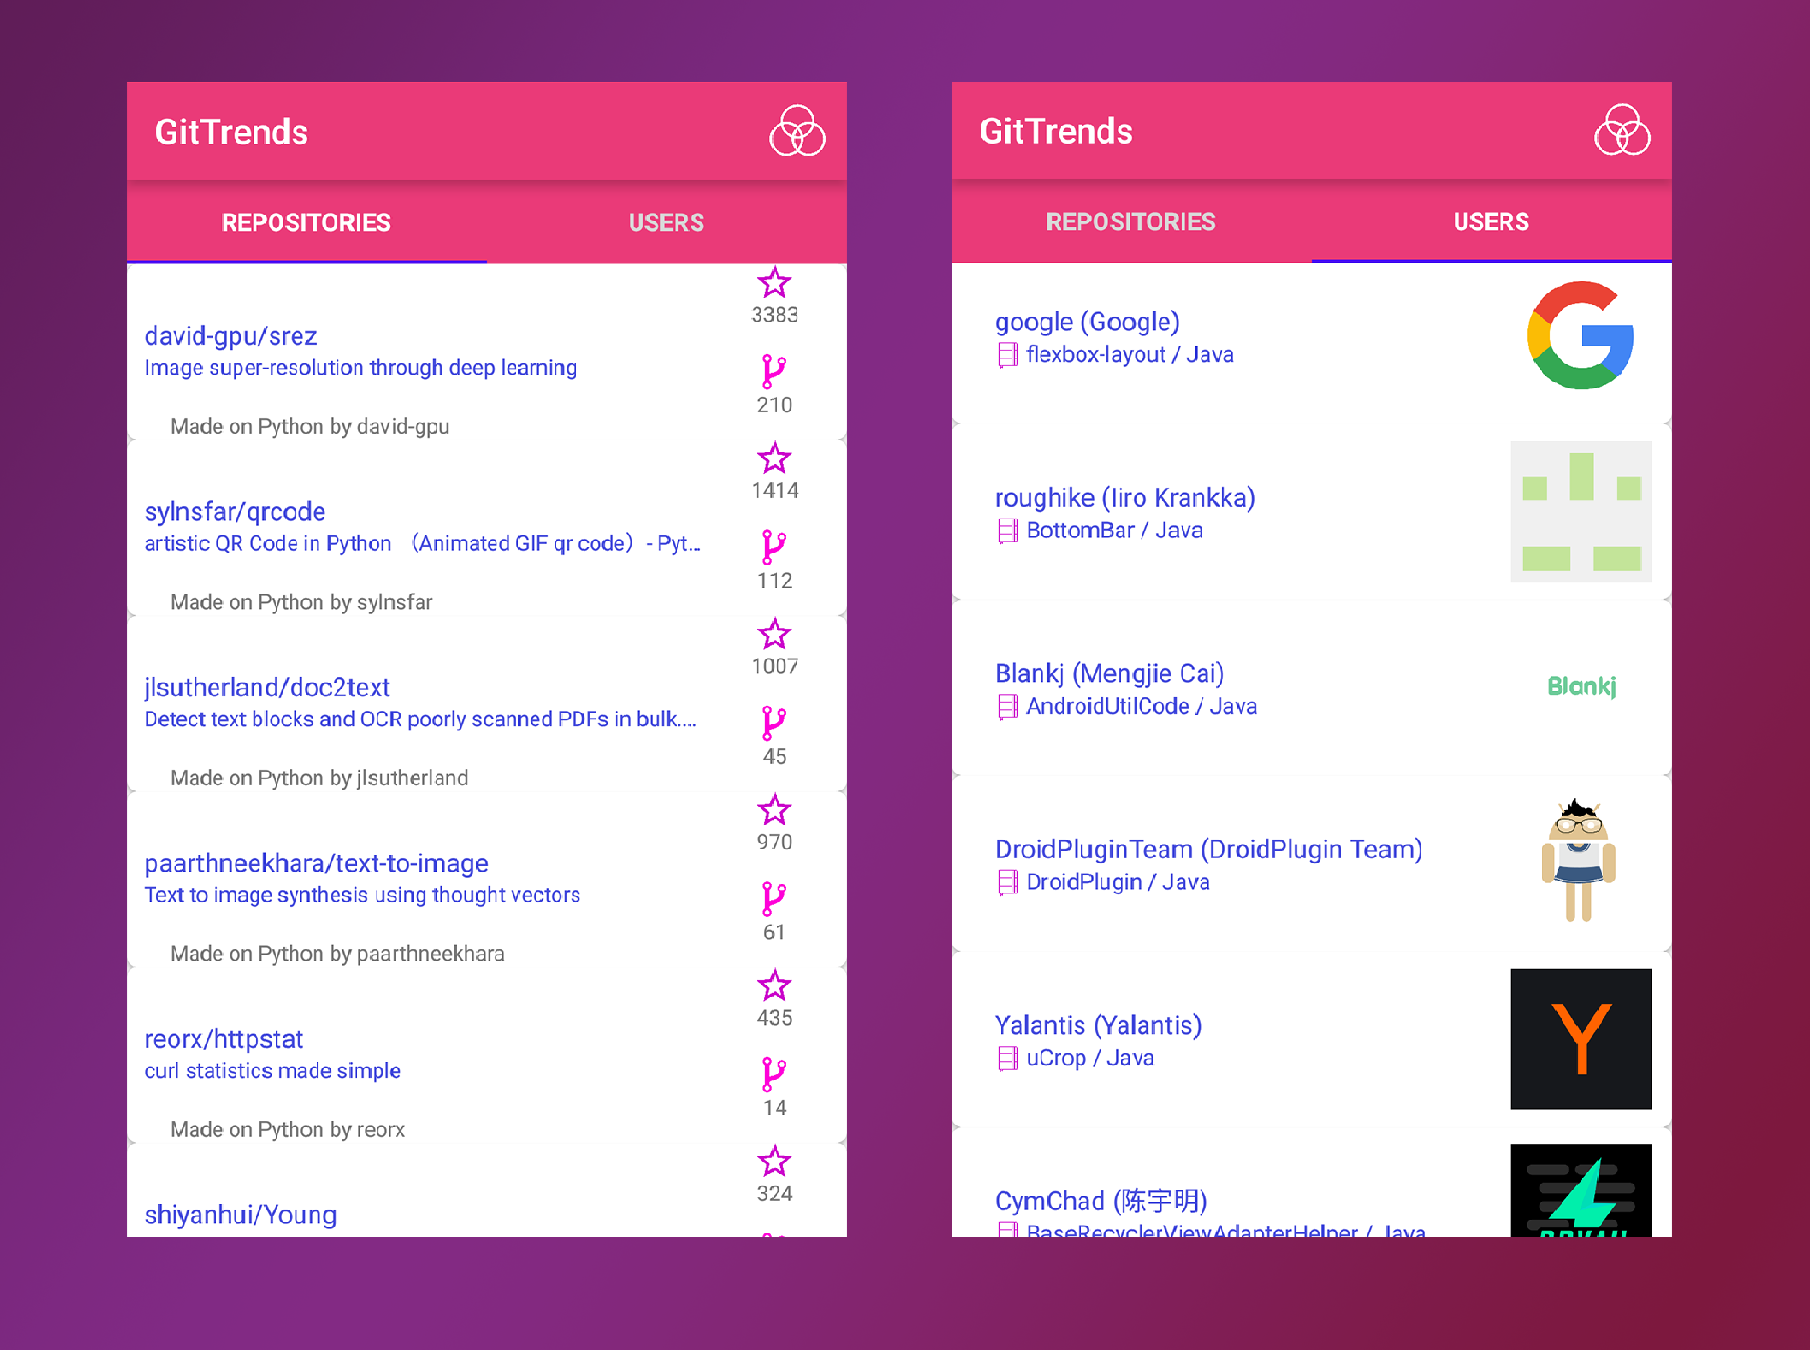 GitTrends
REPOSITORIES
USERS
3383
david-gpu/srez
Image super-resolution through deep learning
210
Made on Python by david-gpu
1414
sylnsfar/qrcode
artistic QR Code in Python （Animated GIF qr code）- Pyt...
112
Made on Python by sylnsfar
1007
jlsutherland/doc2text
Detect text blocks and OCR poorly scanned PDFs in bulk....
45
Made on Python by jlsutherland
970
paarthneekhara/text-to-image
Text to image synthesis using thought vectors
61
Made on Python by paarthneekhara
435
reorx/httpstat
curl statistics made simple
14
Made on Python by reorx
324
shiyanhui/Young
GitTrends
REPOSITORIES
USERS
google (Google)
flexbox-layout / Java
roughike (Iiro Krankka)
BottomBar / Java
Blankj (Mengjie Cai)
AndroidUtilCode / Java
Blankj
DroidPluginTeam (DroidPlugin Team)
DroidPlugin / Java
Yalantis (Yalantis)
uCrop / Java
Y
CymChad (陈宇明)
BaseRecyclerViewAdapterHelper / Java